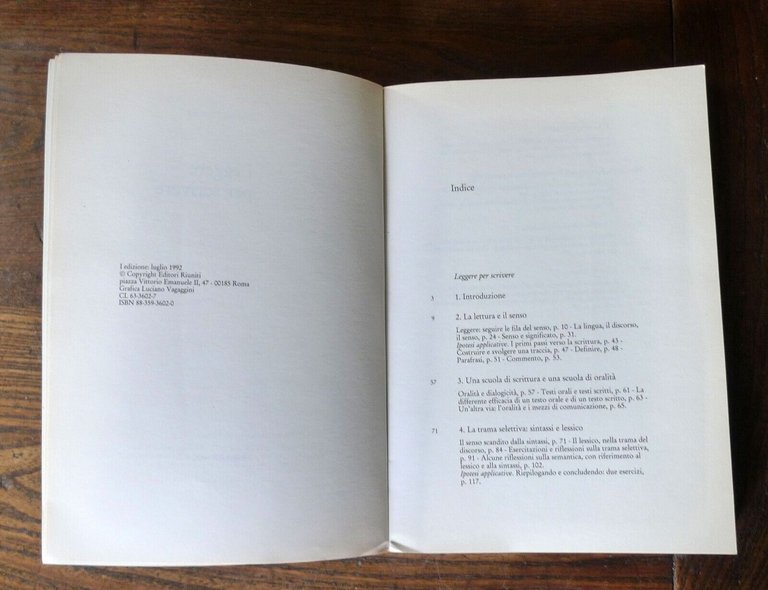 I edizione: luglio 1992
© Copyright Editori Riuniti
piazza Vittorio Emanuele II, 47 - 00185 Roma
Grafica Luciano Vagaggini
CL 63-3602-7
ISBN 88-359-3602-0
Indice
Leggere per scrivere
3 1. Introduzione
9 2. La lettura e il senso
Leggere: seguire le fila del senso, p. 10 - La lingua, il discorso,
il senso, p. 24 - Senso e significato, p. 31.
Ipotesi applicative. I primi passi verso la scrittura, p. 43 -
Costruire e svolgere una traccia, p. 47 - Definire, p. 48 -
Parafrasi, p. 51 - Commento, p. 53.
57 3. Una scuola di scrittura e una scuola di oralità
Oralità e dialogicità, p. 57 - Testi orali e testi scritti, p. 61 - La
differente efficacia di un testo orale e di un testo scritto, p. 63 -
Un'altra via: l'oralità e i mezzi di comunicazione, p. 65.
71 4. La trama selettiva: sintassi e lessico
Il senso scandito dalla sintassi, p. 71 - Il lessico, nella trama del
discorso, p. 84 - Esercitazioni e riflessioni sulla trama selettiva,
p. 91 - Alcune riflessioni sulla semantica, con riferimento al
lessico e alla sintassi, p. 102.
Ipotesi applicative. Riepilogando e concludendo: due esercizi,
p. 117.